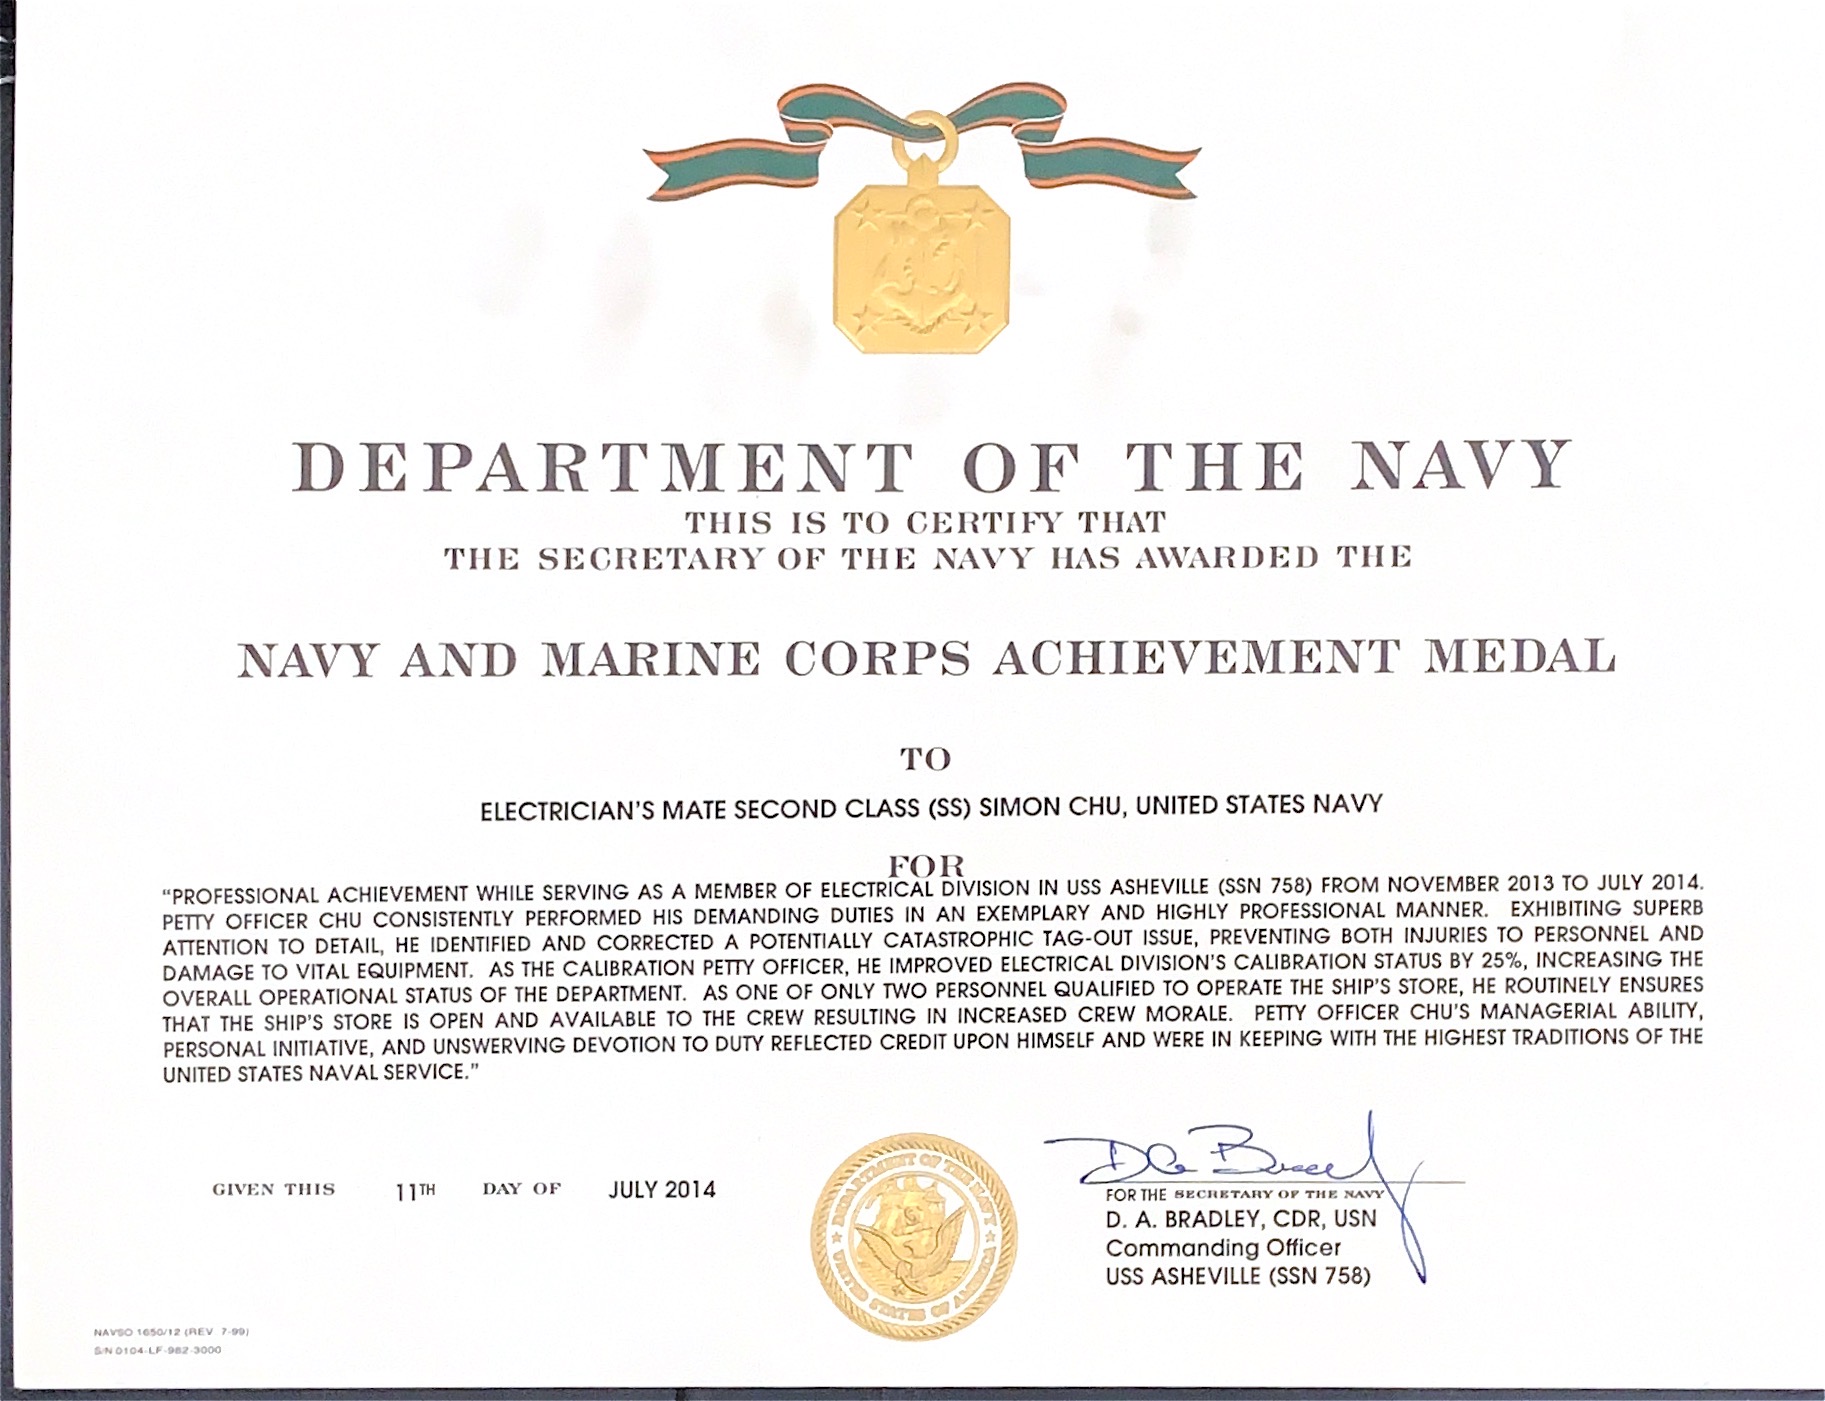 DEPARTMENT OF THE NAVY
THIS IS TO CERTIFY THAT
THE SECRETARY OF THE NAVY HAS AWARDED THE
NAVY AND MARINE CORPS ACHIEVEMENT MEDAL
TO
ELECTRICIAN'S MATE SECOND CLASS (SS) SIMON CHU, UNITED STATES NAVY
FOR
"PROFESSIONAL ACHIEVEMENT WHILE SERVING AS A MEMBER OF ELECTRICAL DIVISION IN USS ASHEVILLE (SSN 758) FROM NOVEMBER 2013 TO JULY 2014.
PETTY OFFICER CHU CONSISTENTLY PERFORMED HIS DEMANDING DUTIES IN AN EXEMPLARY AND HIGHLY PROFESSIONAL MANNER. EXHIBITING SUPERB
ATTENTION TO DETAIL, HE IDENTIFIED AND CORRECTED A POTENTIALLY CATASTROPHIC TAG-OUT ISSUE, PREVENTING BOTH INJURIES TO PERSONNEL AND
DAMAGE TO VITAL EQUIPMENT. AS THE CALIBRATION PETTY OFFICER, HE IMPROVED ELECTRICAL DIVISION'S CALIBRATION STATUS BY 25%, INCREASING THE
OVERALL OPERATIONAL STATUS OF THE DEPARTMENT. AS ONE OF ONLY TWO PERSONNEL QUALIFIED TO OPERATE THE SHIP'S STORE, HE ROUTINELY ENSURES
THAT THE SHIP'S STORE IS OPEN AND AVAILABLE TO THE CREW RESULTING IN INCREASED CREW MORALE. PETTY OFFICER CHU'S MANAGERIAL ABILITY,
PERSONAL INITIATIVE, AND UNSWERVING DEVOTION TO DUTY REFLECTED CREDIT UPON HIMSELF AND WERE IN KEEPING WITH THE HIGHEST TRADITIONS OF THE
UNITED STATES NAVAL SERVICE."
GIVEN THIS 11TH DAY OF JULY 2014
DEPARTMENT OF THE NAVY
UNITED STATES OF AMERICA
FOR THE SECRETARY OF THE NAVY
D. A. BRADLEY, CDR, USN
Commanding Officer
USS ASHEVILLE (SSN 758)
NAVSO 1650/12 (REV 7-99)
S/N 0104-LF-982-3000